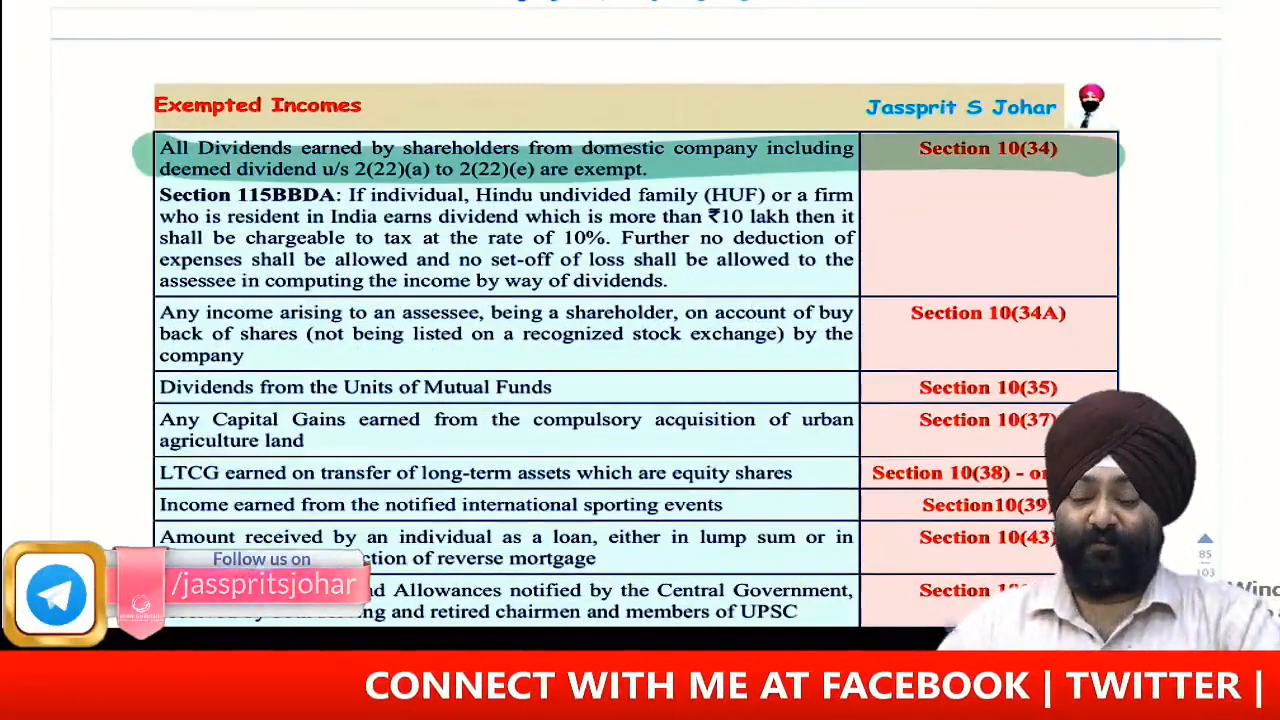 Exempted Incomes
Jassprit S Johar
All Dividends earned by shareholders from domestic company including
deemed dividend u/s 2(22)(a) to 2(22)(e) are exempt.
Section 10(34)
Section 115BBDA: If individual, Hindu undivided family (HUF) or a firm
who is resident in India earns dividend which is more than ₹10 lakh then it
shall be chargeable to tax at the rate of 10%. Further no deduction of
expenses shall be allowed and no set-off of loss shall be allowed to the
assessee in computing the income by way of dividends.
Any income arising to an assessee, being a shareholder, on account of buy
back of shares (not being listed on a recognized stock exchange) by the
company
Section 10(34A)
Dividends from the Units of Mutual Funds
Section 10(35)
Any Capital Gains earned from the compulsory acquisition of urban
agriculture land
Section 10(37)
LTCG earned on transfer of long-term assets which are equity shares
Section 10(38) -
Income earned from the notified international sporting events
Section10(39)
Amount received by an individual as a loan, either in lump sum or in
of reverse mortgage
Section 10(43)
Allowances notified by the Central Government,
and retired chairmen and members of UPSC
Section
Follow us on
/jasspritsjohar
85
103
CONNECT WITH ME AT FACEBOOK | TWITTER |